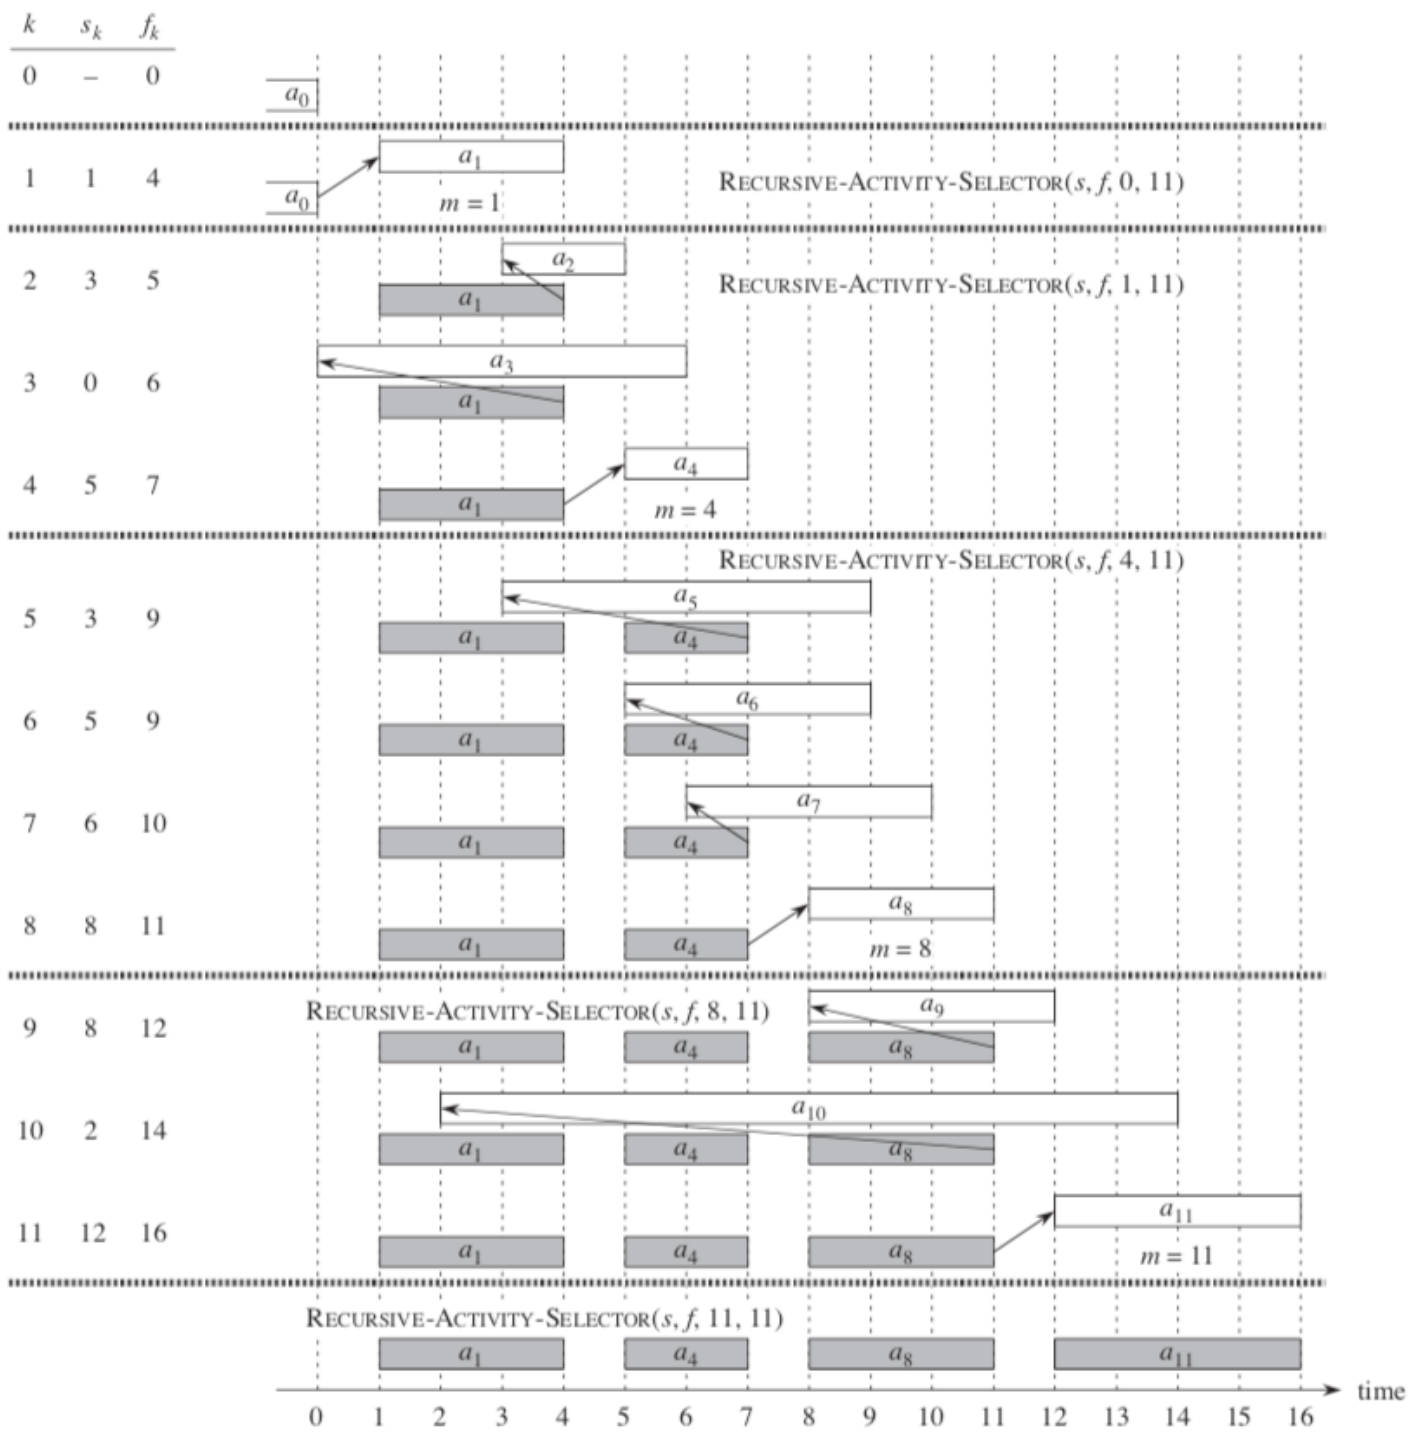 k s_k f_k
0 – 0
a_0
a_1
1 1 4 RECURSIVE-ACTIVITY-SELECTOR(s, f, 0, 11)
a_0 m = 1
a_2
2 3 5 RECURSIVE-ACTIVITY-SELECTOR(s, f, 1, 11)
a_1
a_3
3 0 6
a_1
a_4
4 5 7
a_1 m = 4
RECURSIVE-ACTIVITY-SELECTOR(s, f, 4, 11)
a_5
5 3 9
a_1 a_4
a_6
6 5 9
a_1 a_4
a_7
7 6 10
a_1 a_4
a_8
8 8 11
a_1 a_4 m = 8
RECURSIVE-ACTIVITY-SELECTOR(s, f, 8, 11) a_9
9 8 12
a_1 a_4 a_8
a_10
10 2 14
a_1 a_4 a_8
a_11
11 12 16
a_1 a_4 a_8 m = 11
RECURSIVE-ACTIVITY-SELECTOR(s, f, 11, 11)
a_1 a_4 a_8 a_11
time
0 1 2 3 4 5 6 7 8 9 10 11 12 13 14 15 16